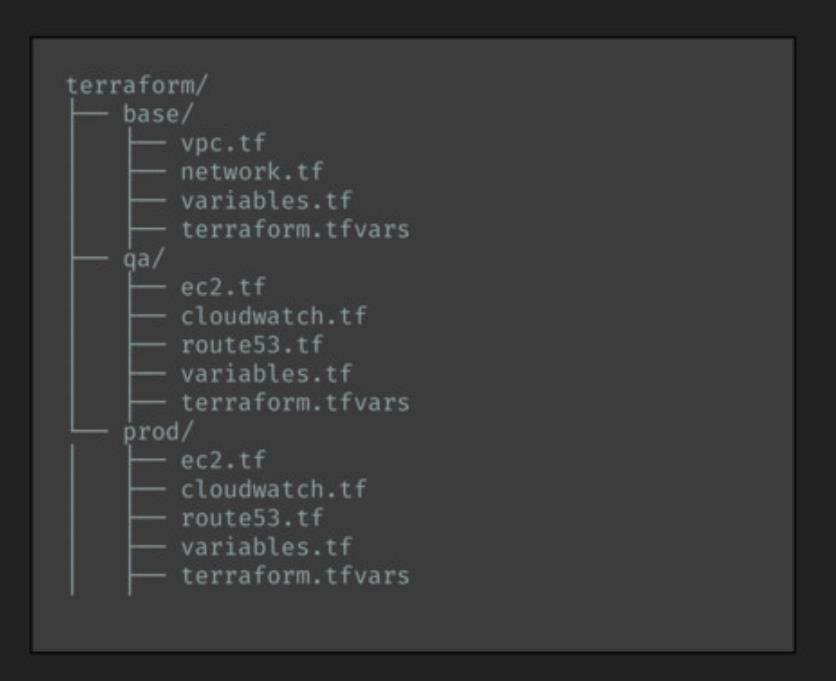 terraform/
├── base/
│   ├── vpc.tf
│   ├── network.tf
│   ├── variables.tf
│   ├── terraform.tfvars
├── qa/
│   ├── ec2.tf
│   ├── cloudwatch.tf
│   ├── route53.tf
│   ├── variables.tf
│   ├── terraform.tfvars
└── prod/
│   ├── ec2.tf
│   ├── cloudwatch.tf
│   ├── route53.tf
│   ├── variables.tf
│   ├── terraform.tfvars